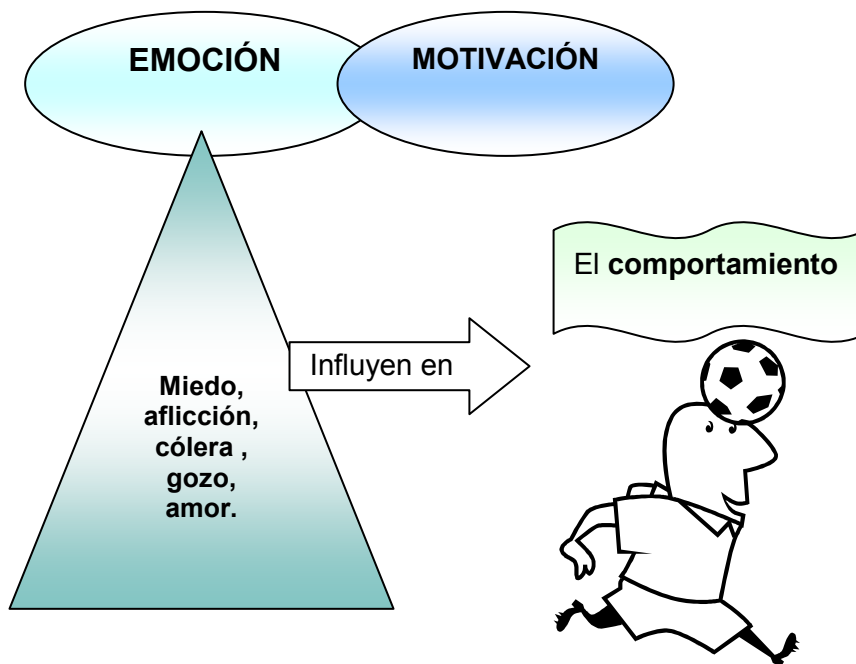 EMOCIÓN
MOTIVACIÓN
El comportamiento
Influyen en
Miedo,
aflicción,
cólera ,
gozo,
amor.